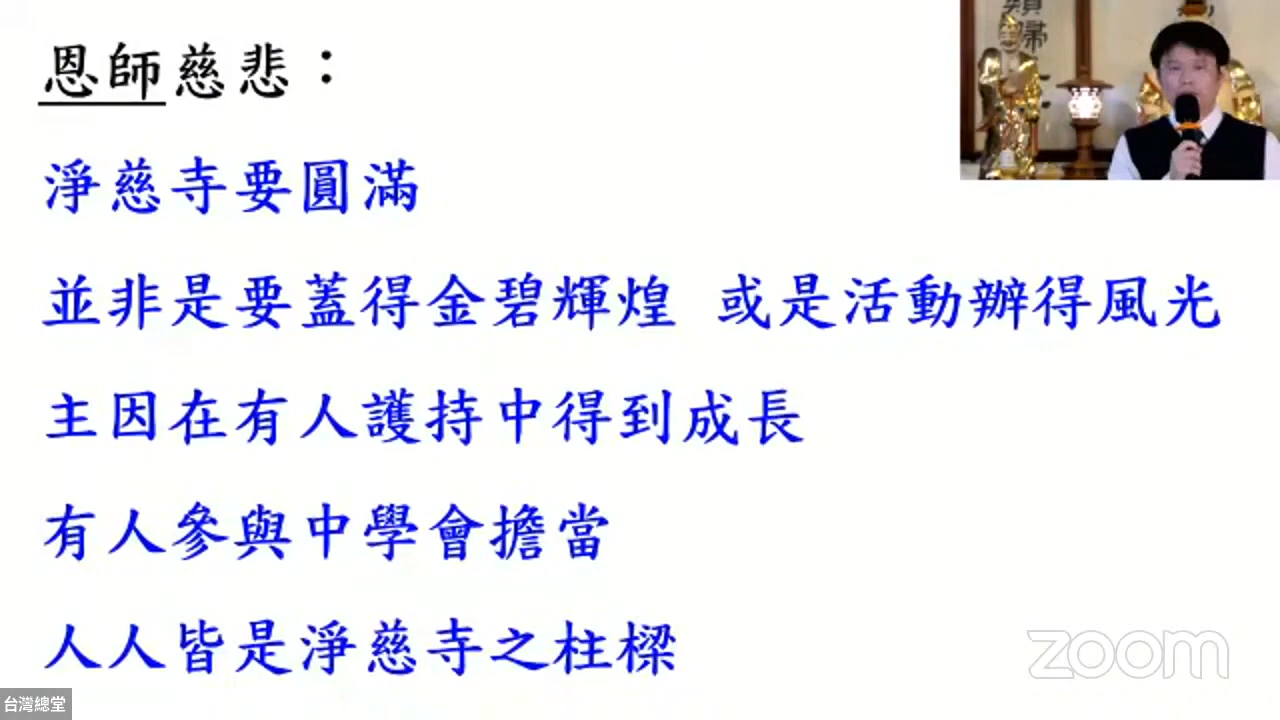 恩師慈悲：
淨慈寺要圓滿
並非是要蓋得金碧輝煌 或是活動辦得風光
主因在有人護持中得到成長
有人參與中學會擔當
人人皆是淨慈寺之柱樑
zoom
台灣總堂